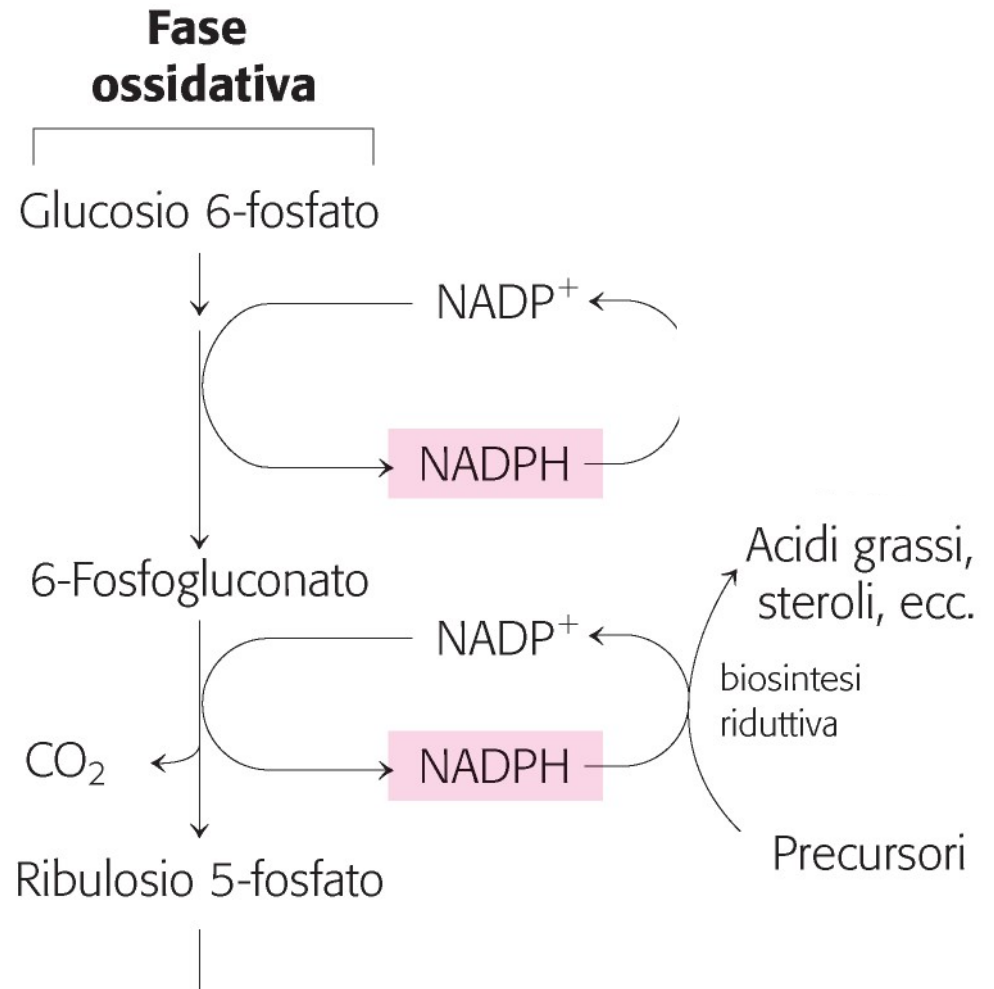 Fase
ossidativa
Glucosio 6-fosfato
NADP⁺
NADPH
6-Fosfogluconato
Acidi grassi,
steroli, ecc.
NADP⁺
biosintesi
riduttiva
CO₂
NADPH
Precursori
Ribulosio 5-fosfato